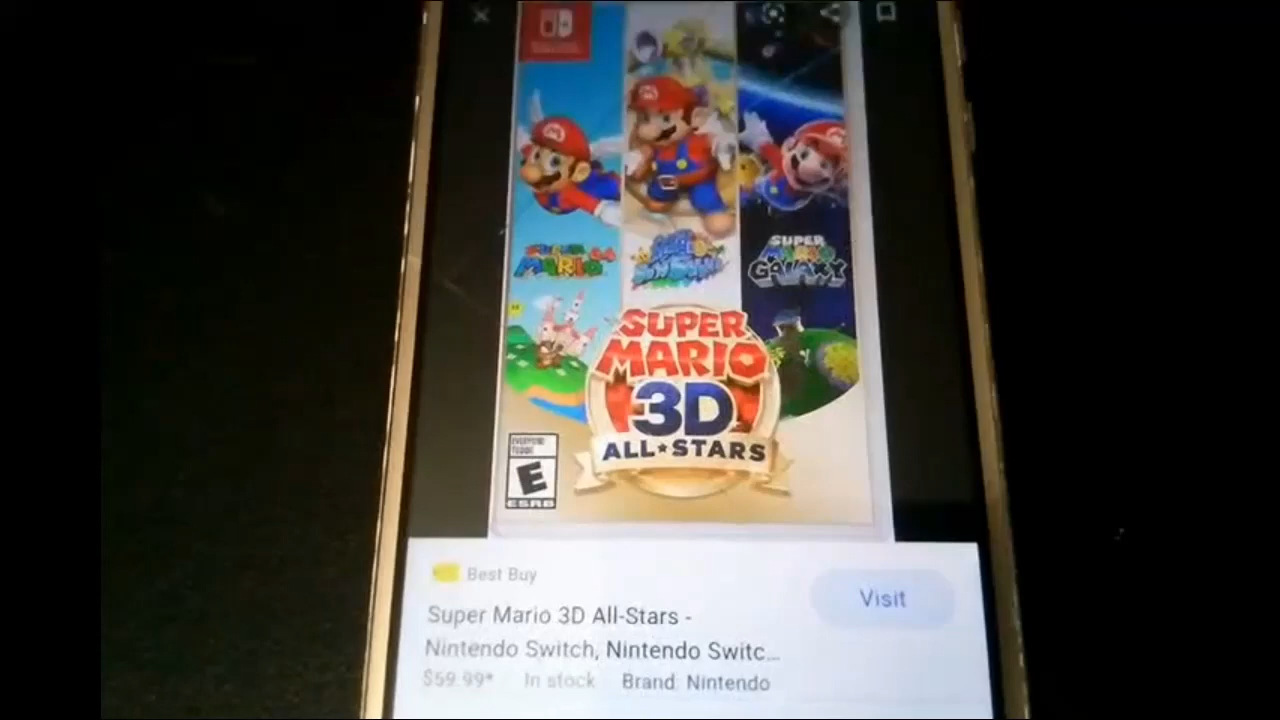 SUPER MARIO 64
SUPER MARIO SUNSHINE
SUPER MARIO GALAXY
SUPER
MARIO
3D
ALL★STARS
EVERYONE
E
ESRB
Best Buy
Visit
Super Mario 3D All-Stars -
Nintendo Switch, Nintendo Switc...
$59.99* In stock Brand: Nintendo